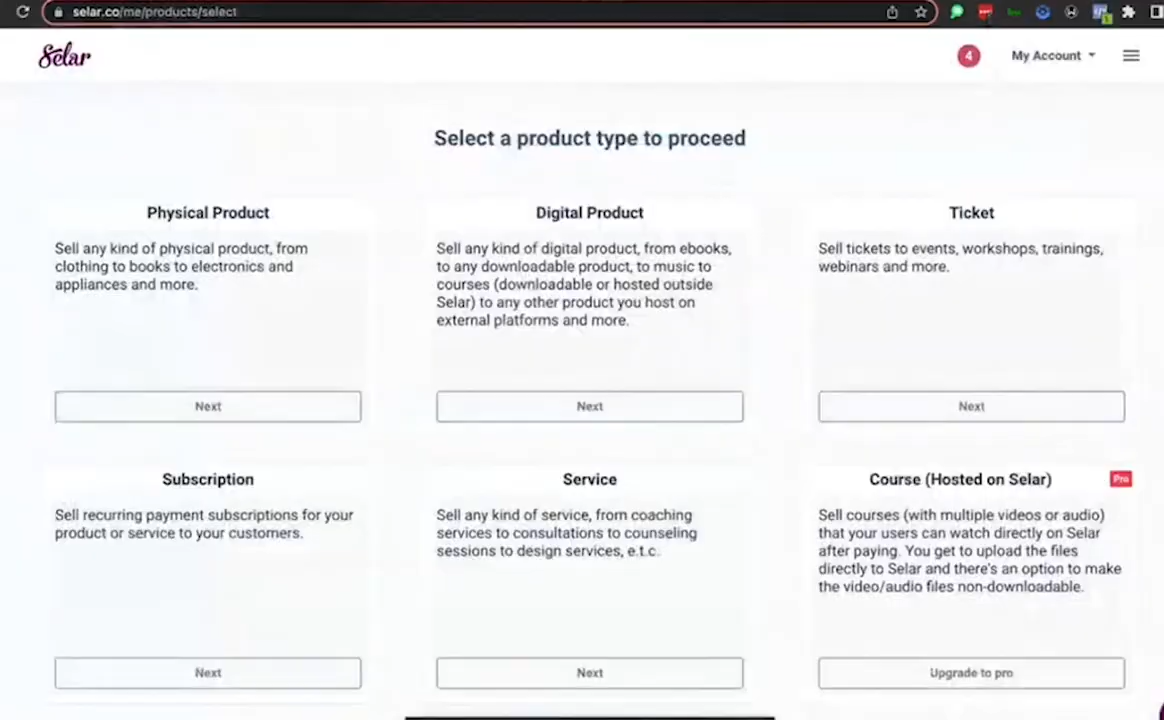 selar.co/me/products/select
Selar
4
My Account
Select a product type to proceed
Physical Product
Sell any kind of physical product, from
clothing to books to electronics and
appliances and more.
Next
Digital Product
Sell any kind of digital product, from ebooks,
to any downloadable product, to music to
courses (downloadable or hosted outside
Selar) to any other product you host on
external platforms and more.
Next
Ticket
Sell tickets to events, workshops, trainings,
webinars and more.
Next
Subscription
Sell recurring payment subscriptions for your
product or service to your customers.
Next
Service
Sell any kind of service, from coaching
services to consultations to counseling
sessions to design services, e.t.c.
Next
Course (Hosted on Selar)
Pro
Sell courses (with multiple videos or audio)
that your users can watch directly on Selar
after paying. You get to upload the files
directly to Selar and there's an option to make
the video/audio files non-downloadable.
Upgrade to pro